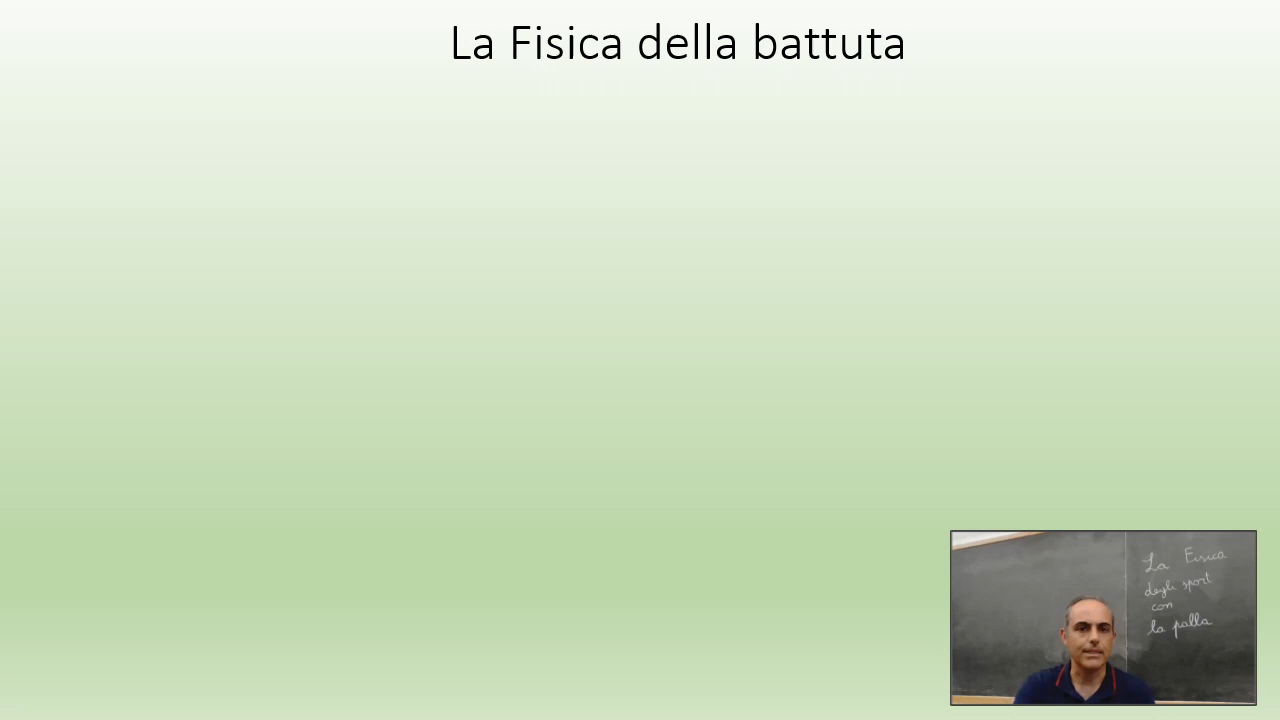 La Fisica della battuta
La Fisica
degli sport
con
la palla